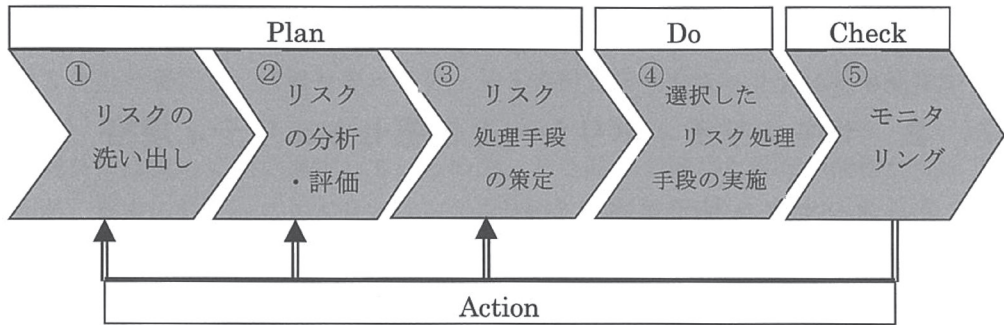 Plan
Do
Check
①
リスクの
洗い出し
②
リスク
の分析
・評価
③
リスク
処理手段
の策定
④
選択した
リスク処理
手段の実施
⑤
モニタ
リング
Action